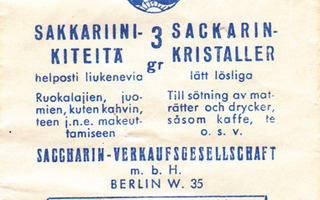 SAKKARIINI- 3 SACKARIN-
KITEITÄ gr KRISTALLER
helposti liukenevia lätt lösliga
Ruokalajien, juo- Till sötning av mat-
mien, kuten kahvin, rätter och drycker,
teen j.n.e. makeut- såsom kaffe, te
tamiseen o. s. v.
SACCHARIN-VERKAUFSGESELLSCHAFT
m. b. H.
BERLIN W. 35